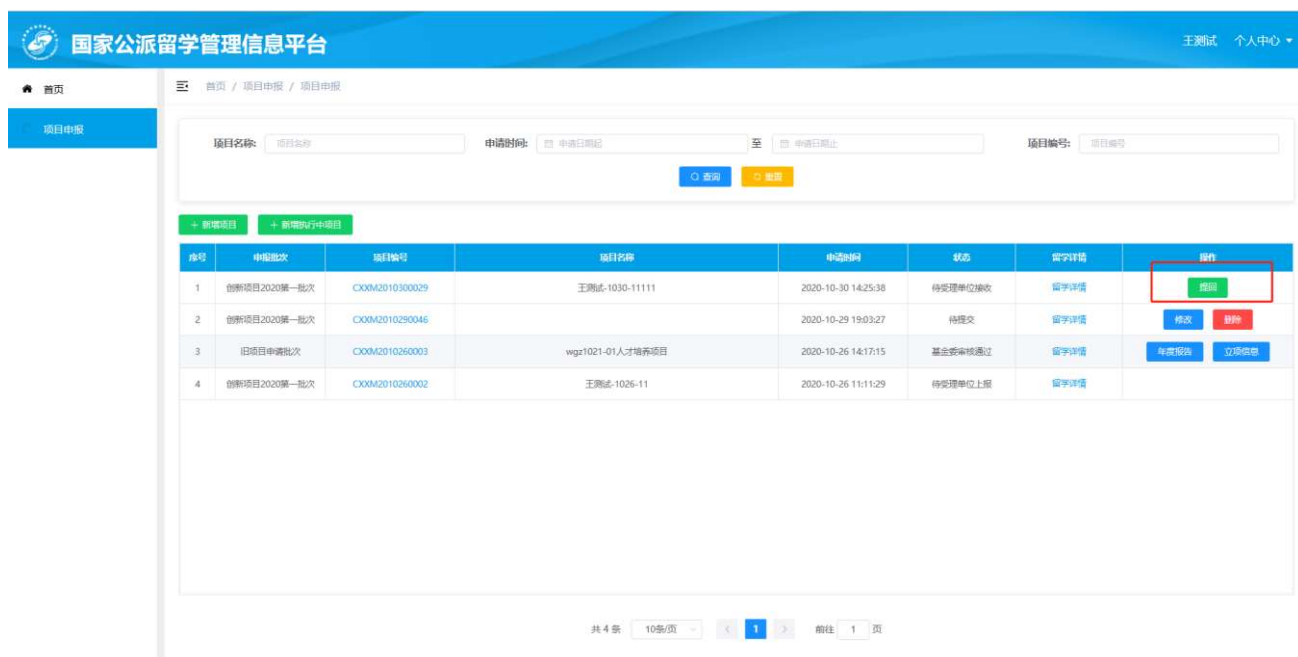 国家公派留学管理信息平台
王测试 个人中心
首页
首页 / 项目申报 / 项目申报
项目申报
项目名称: 项目名称 申请时间: 申请日期起 至 申请日期止 项目编号: 项目编号
查询 重置
+ 新增项目 + 新增执行中项目
序号 申报批次 项目编号 项目名称 申请时间 状态 留学详情 操作
1 创新项目2020第一批次 CXXM2010300029 王测试-1030-11111 2020-10-30 14:25:38 待受理单位接收 留学详情 提回
2 创新项目2020第一批次 CXXM2010290046 2020-10-29 19:03:27 待提交 留学详情 修改 删除
3 旧项目申请批次 CXXM2010260003 wgz1021-01人才培养项目 2020-10-26 14:17:15 基金委审核通过 留学详情 年度报告 立项信息
4 创新项目2020第一批次 CXXM2010260002 王测试-1026-11 2020-10-26 11:11:29 待受理单位上报 留学详情
共 4 条 10条/页 < 1 > 前往 1 页